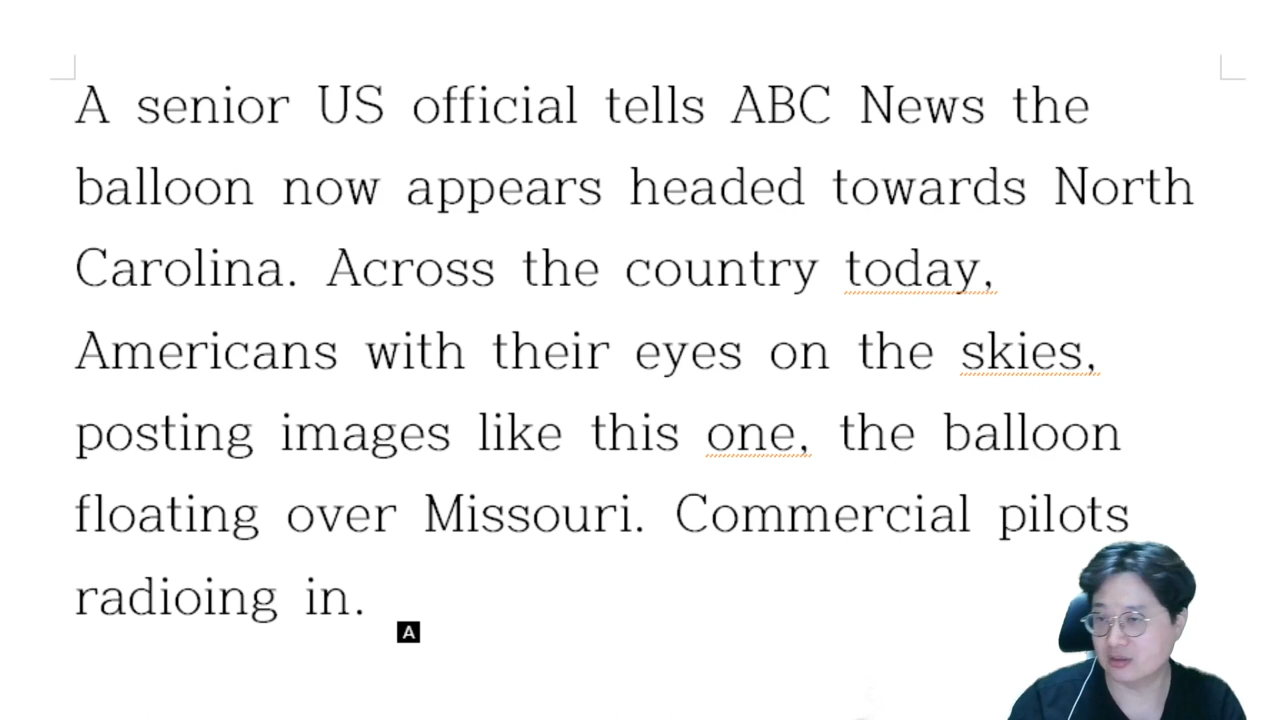 A senior US official tells ABC News the
balloon now appears headed towards North
Carolina. Across the country today,
Americans with their eyes on the skies,
posting images like this one, the balloon
floating over Missouri. Commercial pilots
radioing in.
A